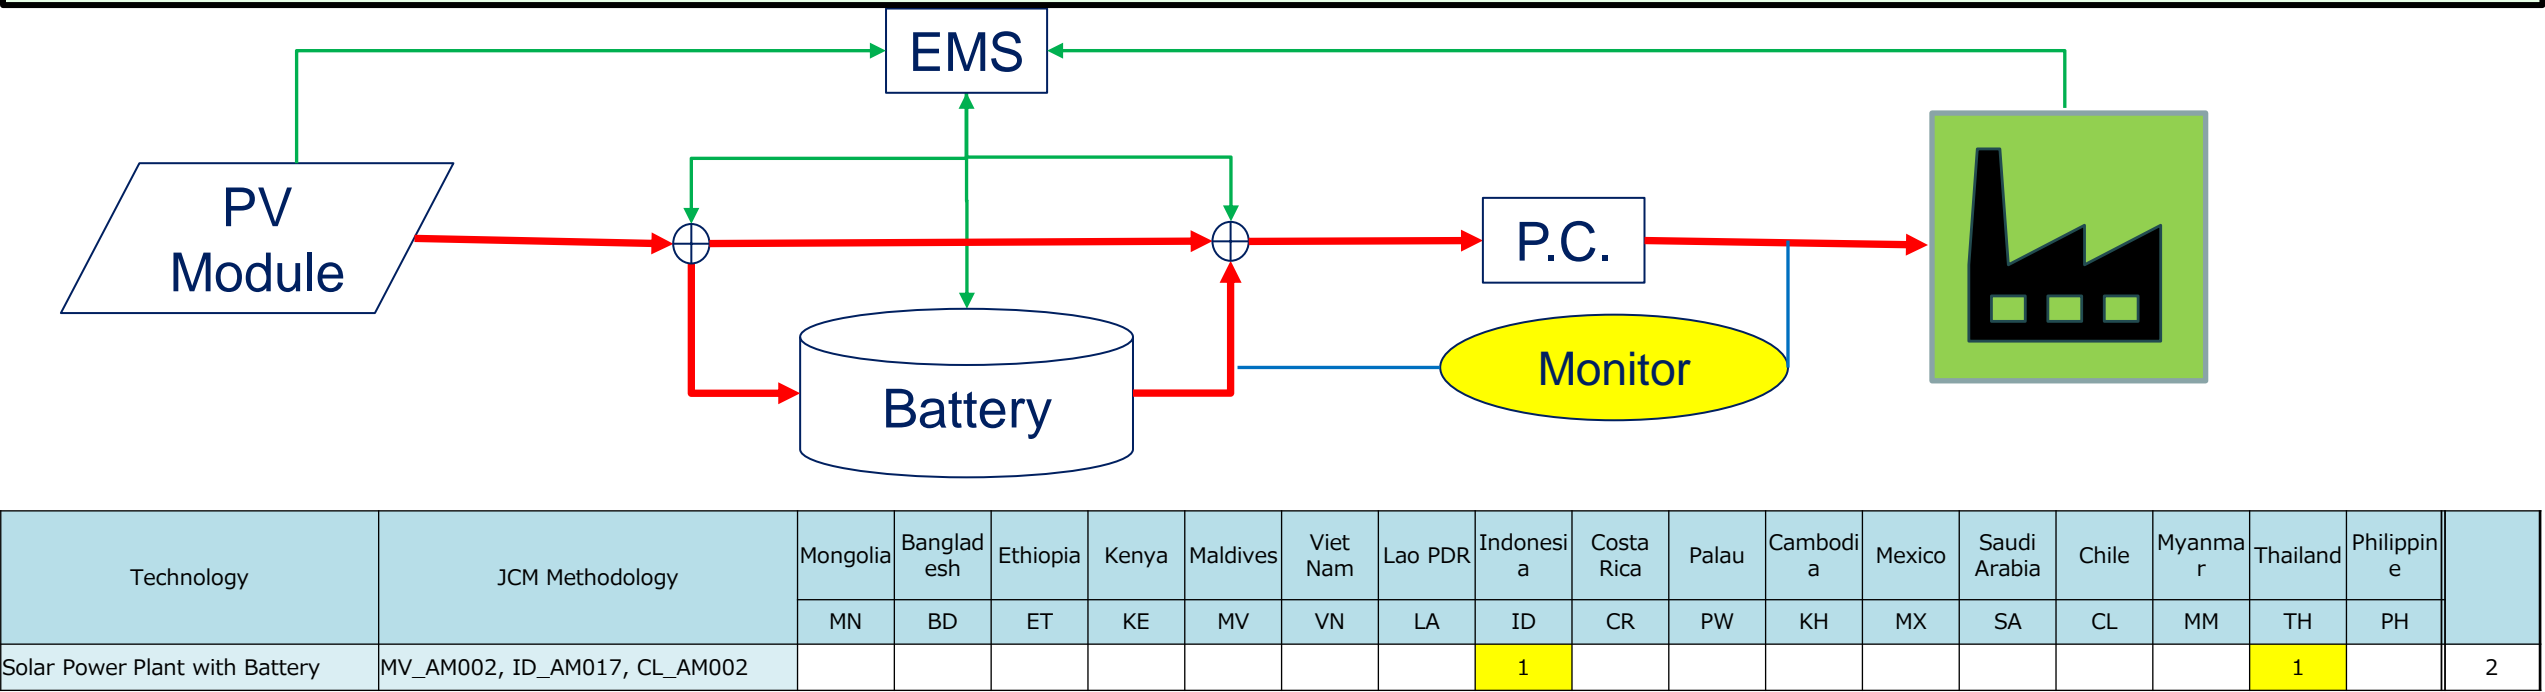 EMS
PV
Module
P.C.
Monitor
Battery
Technology
JCM Methodology
Mongolia
Banglad
esh
Ethiopia
Kenya
Maldives
Viet
Nam
Lao PDR
Indonesi
a
Costa
Rica
Palau
Cambodi
a
Mexico
Saudi
Arabia
Chile
Myanma
r
Thailand
Philippin
e
MN BD ET KE MV VN LA ID CR PW KH MX SA CL MM TH PH
Solar Power Plant with Battery MV_AM002, ID_AM017, CL_AM002 1 1 2